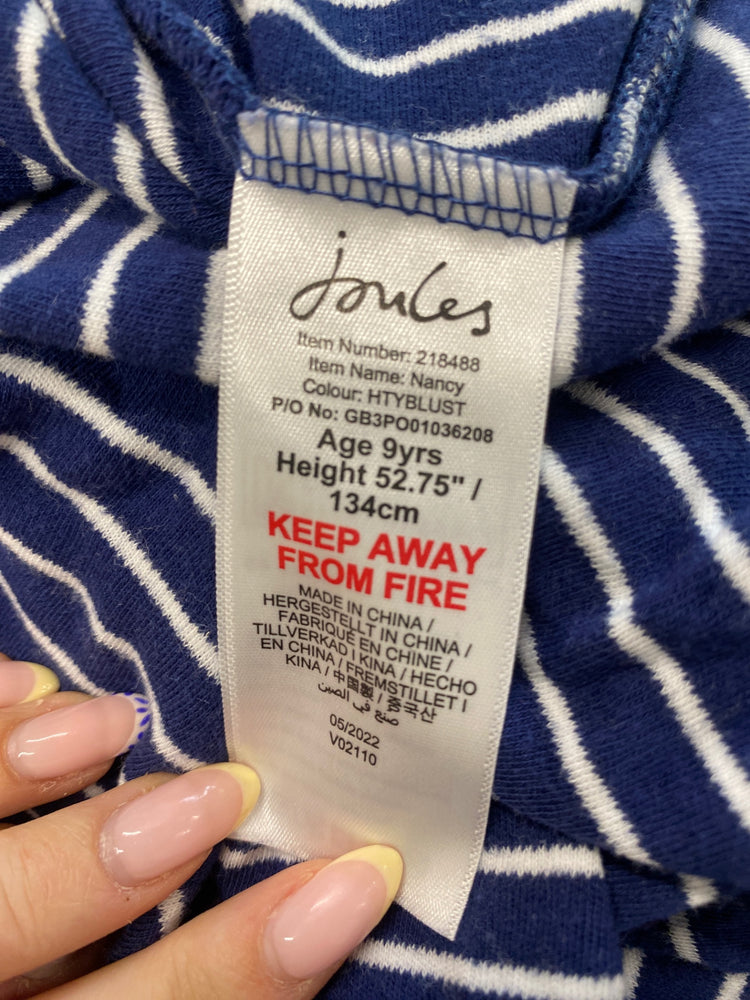 Joules
Item Number: 218488
Item Name: Nancy
Colour: HTYBLUST
P/O No: GB3PO01036208
Age 9yrs
Height 52.75" /
134cm
KEEP AWAY
FROM FIRE
MADE IN CHINA /
HERGESTELLT IN CHINA /
FABRIQUÉ EN CHINE /
TILLVERKAD I KINA / HECHO
EN CHINA / FREMSTILLET I
KINA / 中国製 / 중국산
صنع في الصين
05/2022
V02110